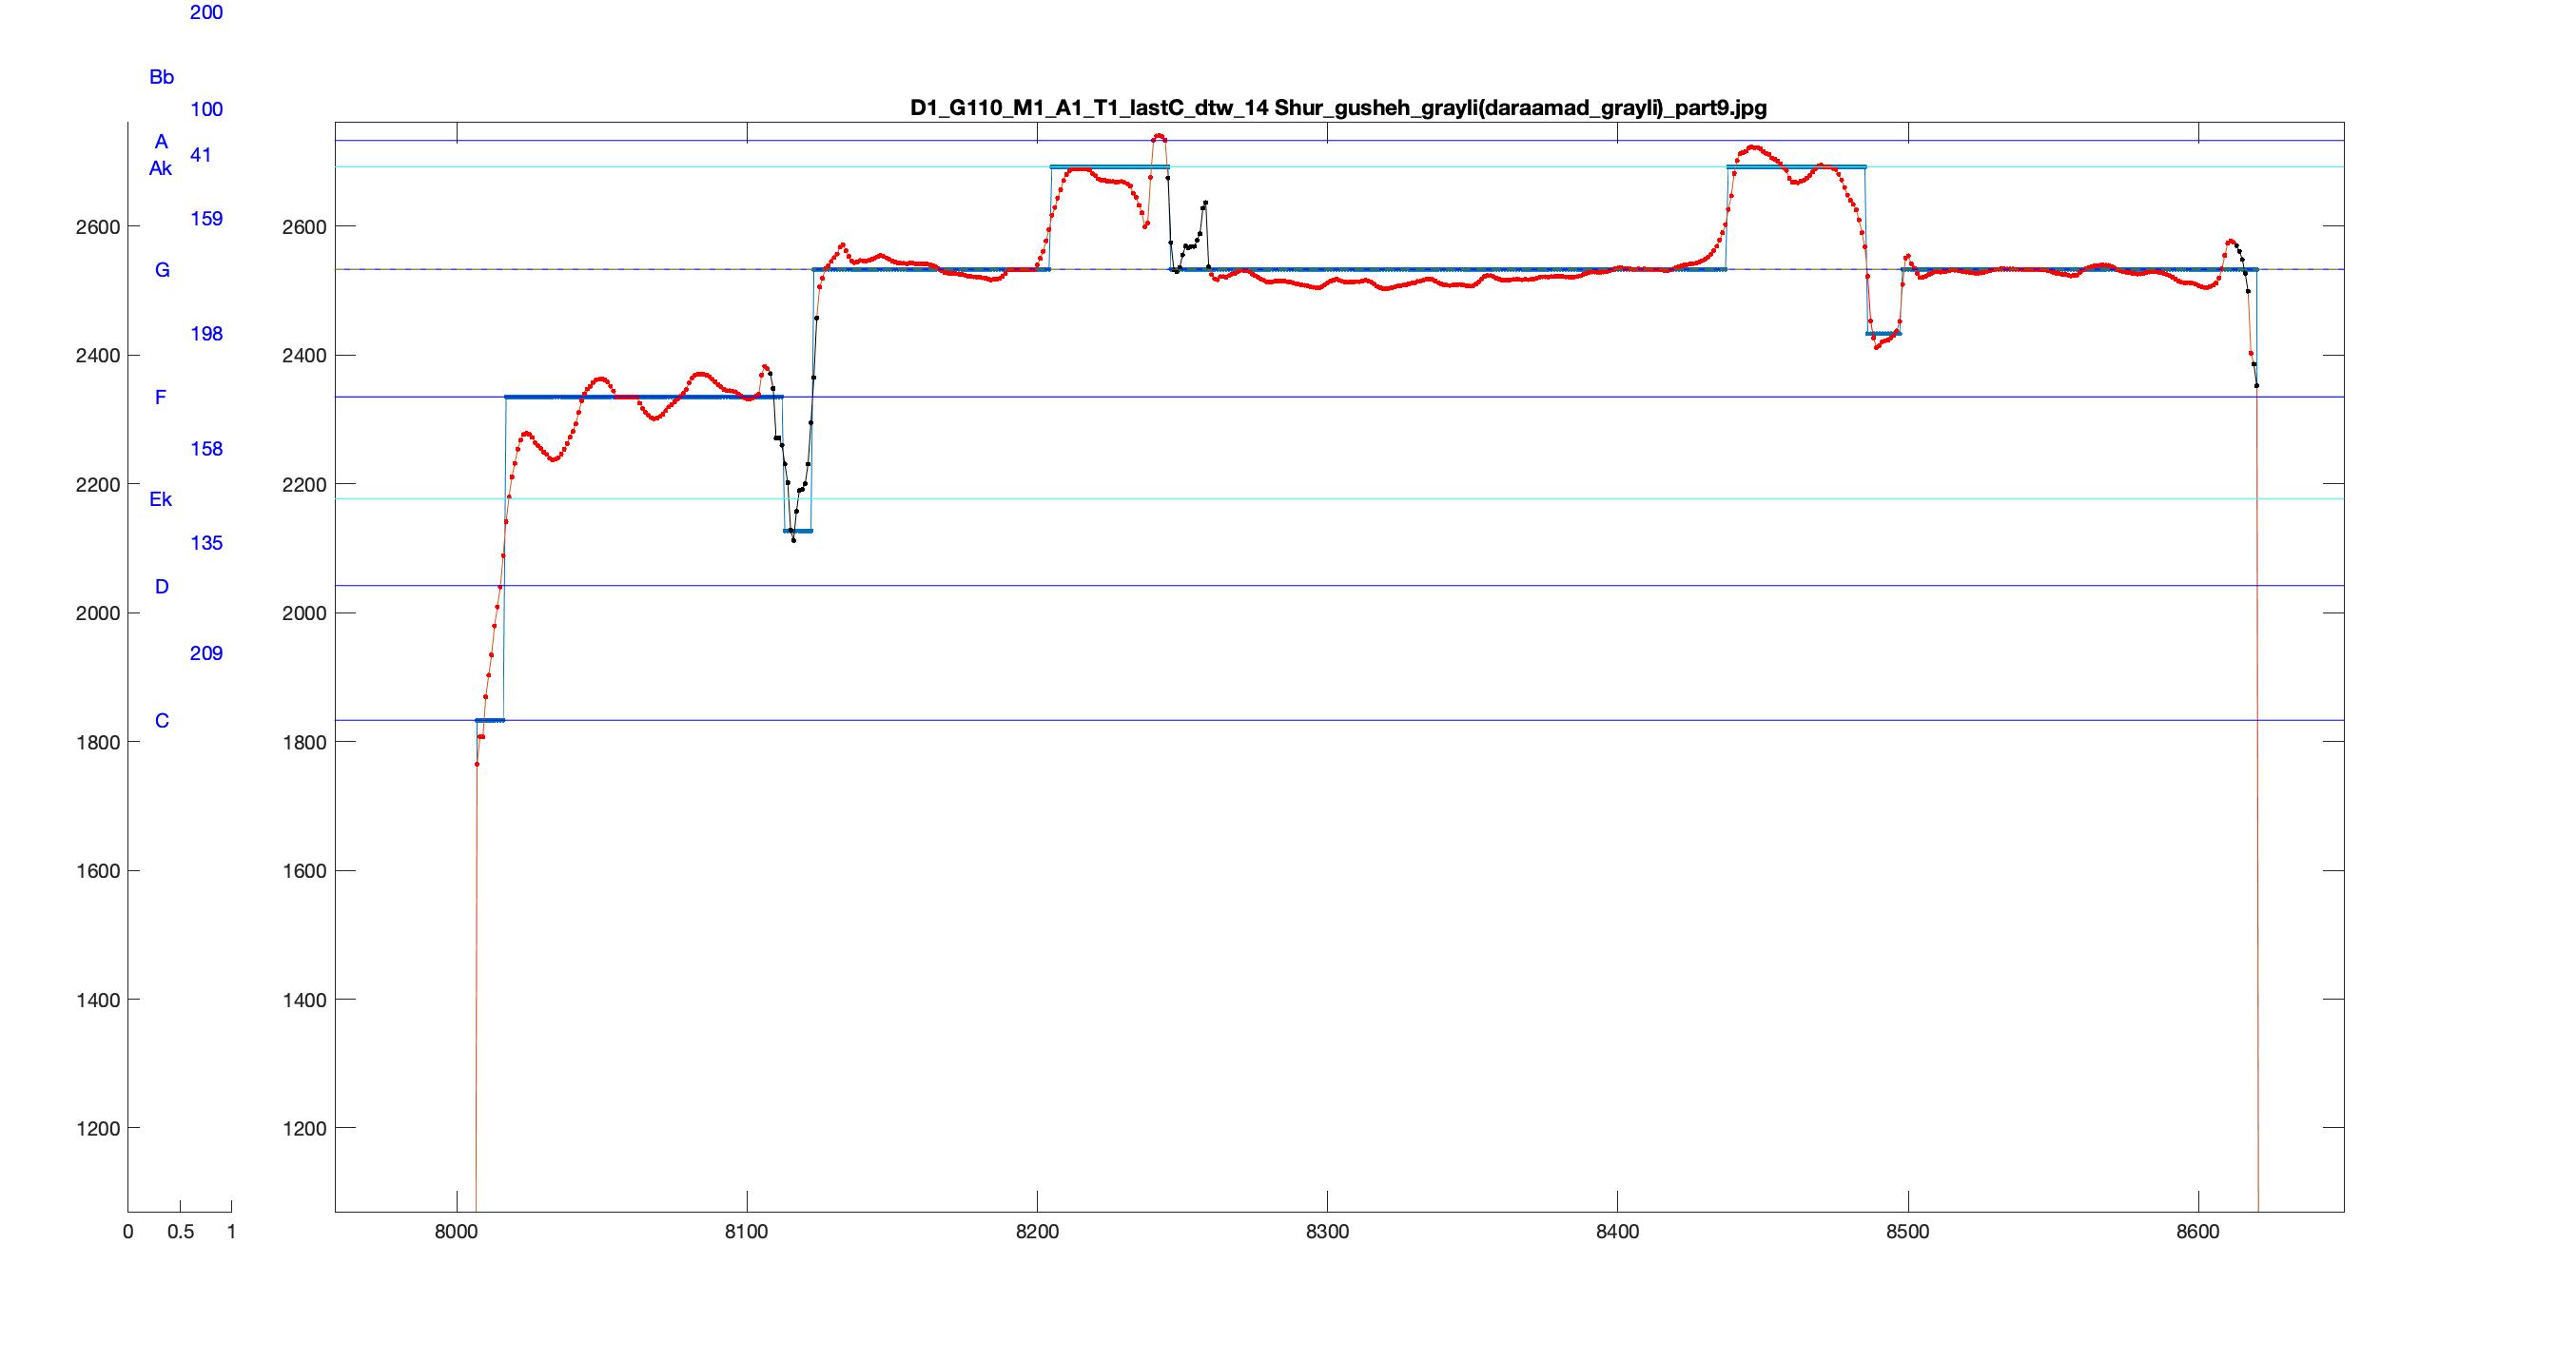 200
Bb
100
D1_G110_M1_A1_T1_lastC_dtw_14 Shur_gusheh_grayli(daraamad_grayli)_part9.jpg
A
41
Ak
159
2600
2600
G
198
2400
2400
F
158
2200
Ek
2200
135
D
2000
2000
209
C
1800
1800
1600
1600
1400
1400
1200
1200
0 0.5 1
8000 8100 8200 8300 8400 8500 8600